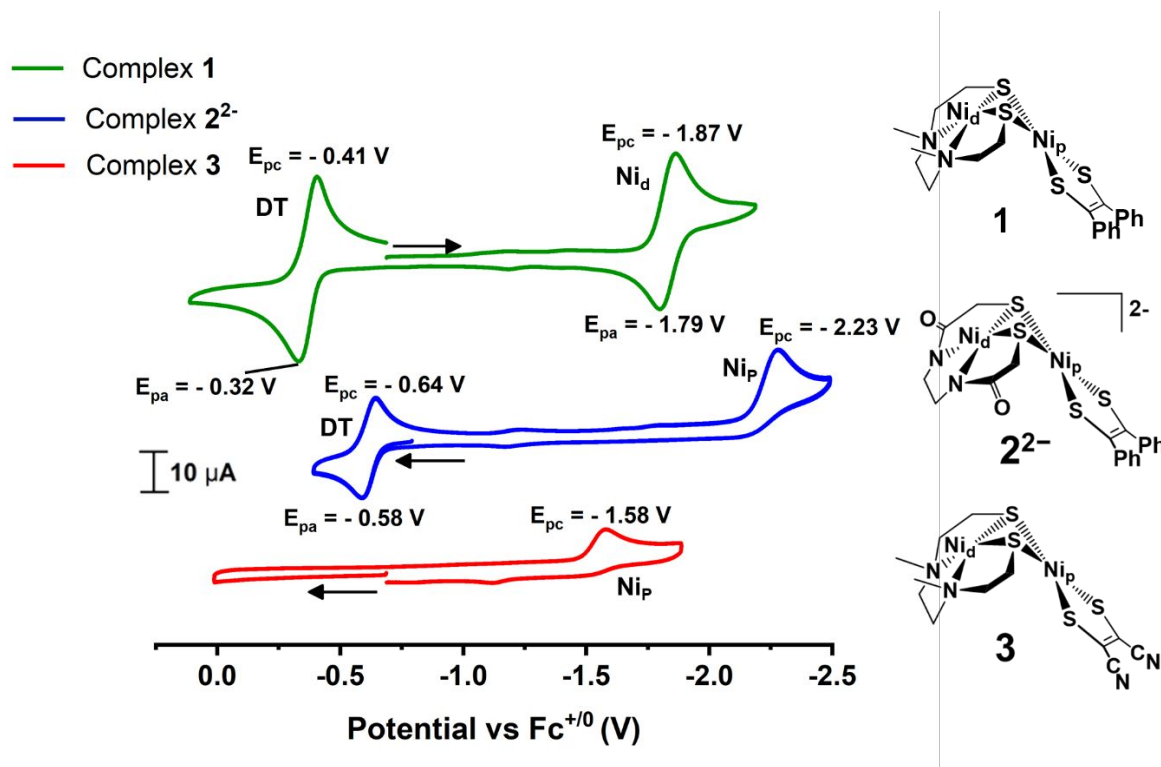 Complex 1
Complex 2²⁻
Complex 3
E_pc = - 0.41 V
DT
E_pc = - 1.87 V
Ni_d
E_pa = - 0.32 V
E_pa = - 1.79 V
E_pc = - 2.23 V
E_pc = - 0.64 V
DT
Ni_P
10 µA
E_pa = - 0.58 V
E_pc = - 1.58 V
Ni_P
0.0 -0.5 -1.0 -1.5 -2.0 -2.5
Potential vs Fc⁺/⁰ (V)
S
Ni_d
S
N
Ni_p
N
S
S
Ph
Ph
1
2-
O
S
Ni_d
S
N
Ni_p
N
S
O
S
Ph
Ph
2²⁻
S
Ni_d
S
N
Ni_p
N
S
S
CN
C
N
3